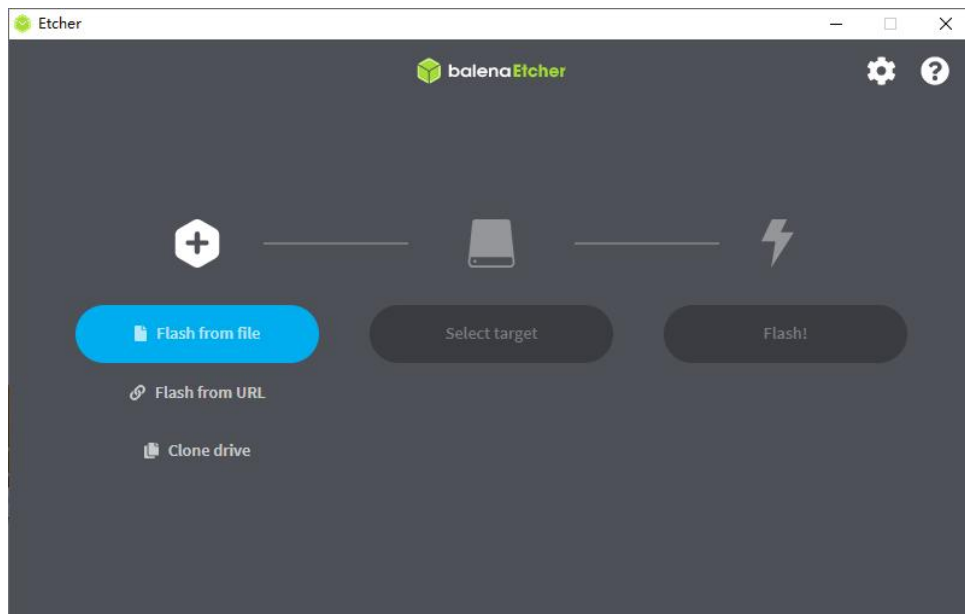 Etcher
balenaEtcher
Flash from file
Select target
Flash!
Flash from URL
Clone drive